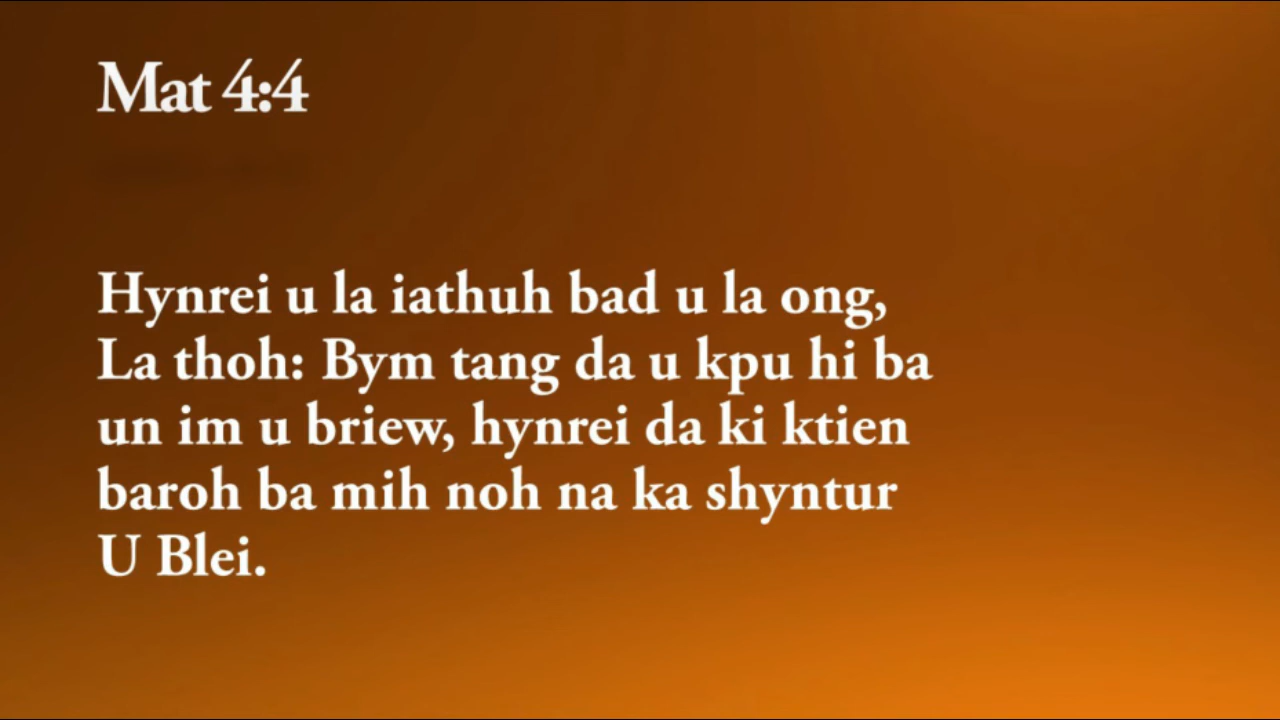 Mat 4:4
Hynrei u la iathuh bad u la ong,
La thoh: Bym tang da u kpu hi ba
un im u briew, hynrei da ki ktien
baroh ba mih noh na ka shyntur
U Blei.